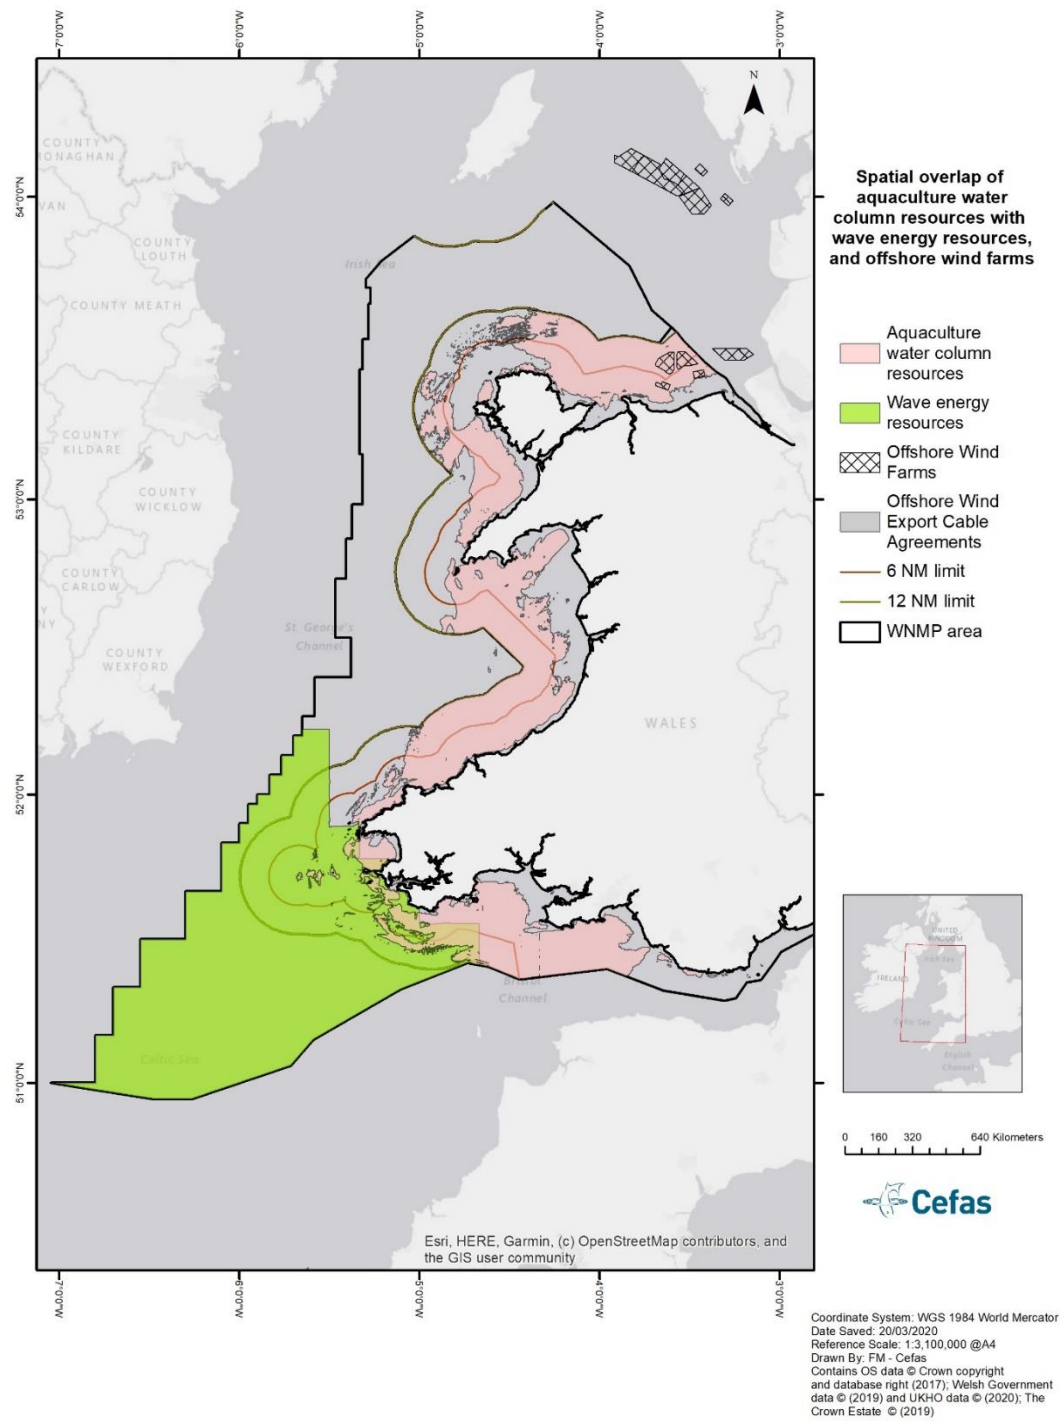 7°0'0"W
6°0'0"W
5°0'0"W
4°0'0"W
3°0'0"W
54°0'0"N
53°0'0"N
52°0'0"N
51°0'0"N
N
COUNTY
MONAGHAN
VAN
COUNTY
LOUTH
COUNTY MEATH
Irish Sea
COUNTY
KILDARE
COUNTY
WICKLOW
COUNTY
CARLOW
NY
COUNTY
WEXFORD
St. George's
Channel
WALES
Bristol
Channel
Celtic Sea
Esri, HERE, Garmin, (c) OpenStreetMap contributors, and
the GIS user community
7°0'0"W
6°0'0"W
5°0'0"W
4°0'0"W
3°0'0"W
Spatial overlap of
aquaculture water
column resources with
wave energy resources,
and offshore wind farms
Aquaculture
water column
resources
Wave energy
resources
Offshore Wind
Farms
Offshore Wind
Export Cable
Agreements
6 NM limit
12 NM limit
WNMP area
UNITED
KINGDOM
Irish Sea
IRELAND
Celtic Sea
English
Channel
0 160 320 640 Kilometers
Cefas
Coordinate System: WGS 1984 World Mercator
Date Saved: 20/03/2020
Reference Scale: 1:3,100,000 @A4
Drawn By: FM - Cefas
Contains OS data © Crown copyright
and database right (2017); Welsh Government
data © (2019) and UKHO data © (2020); The
Crown Estate © (2019)